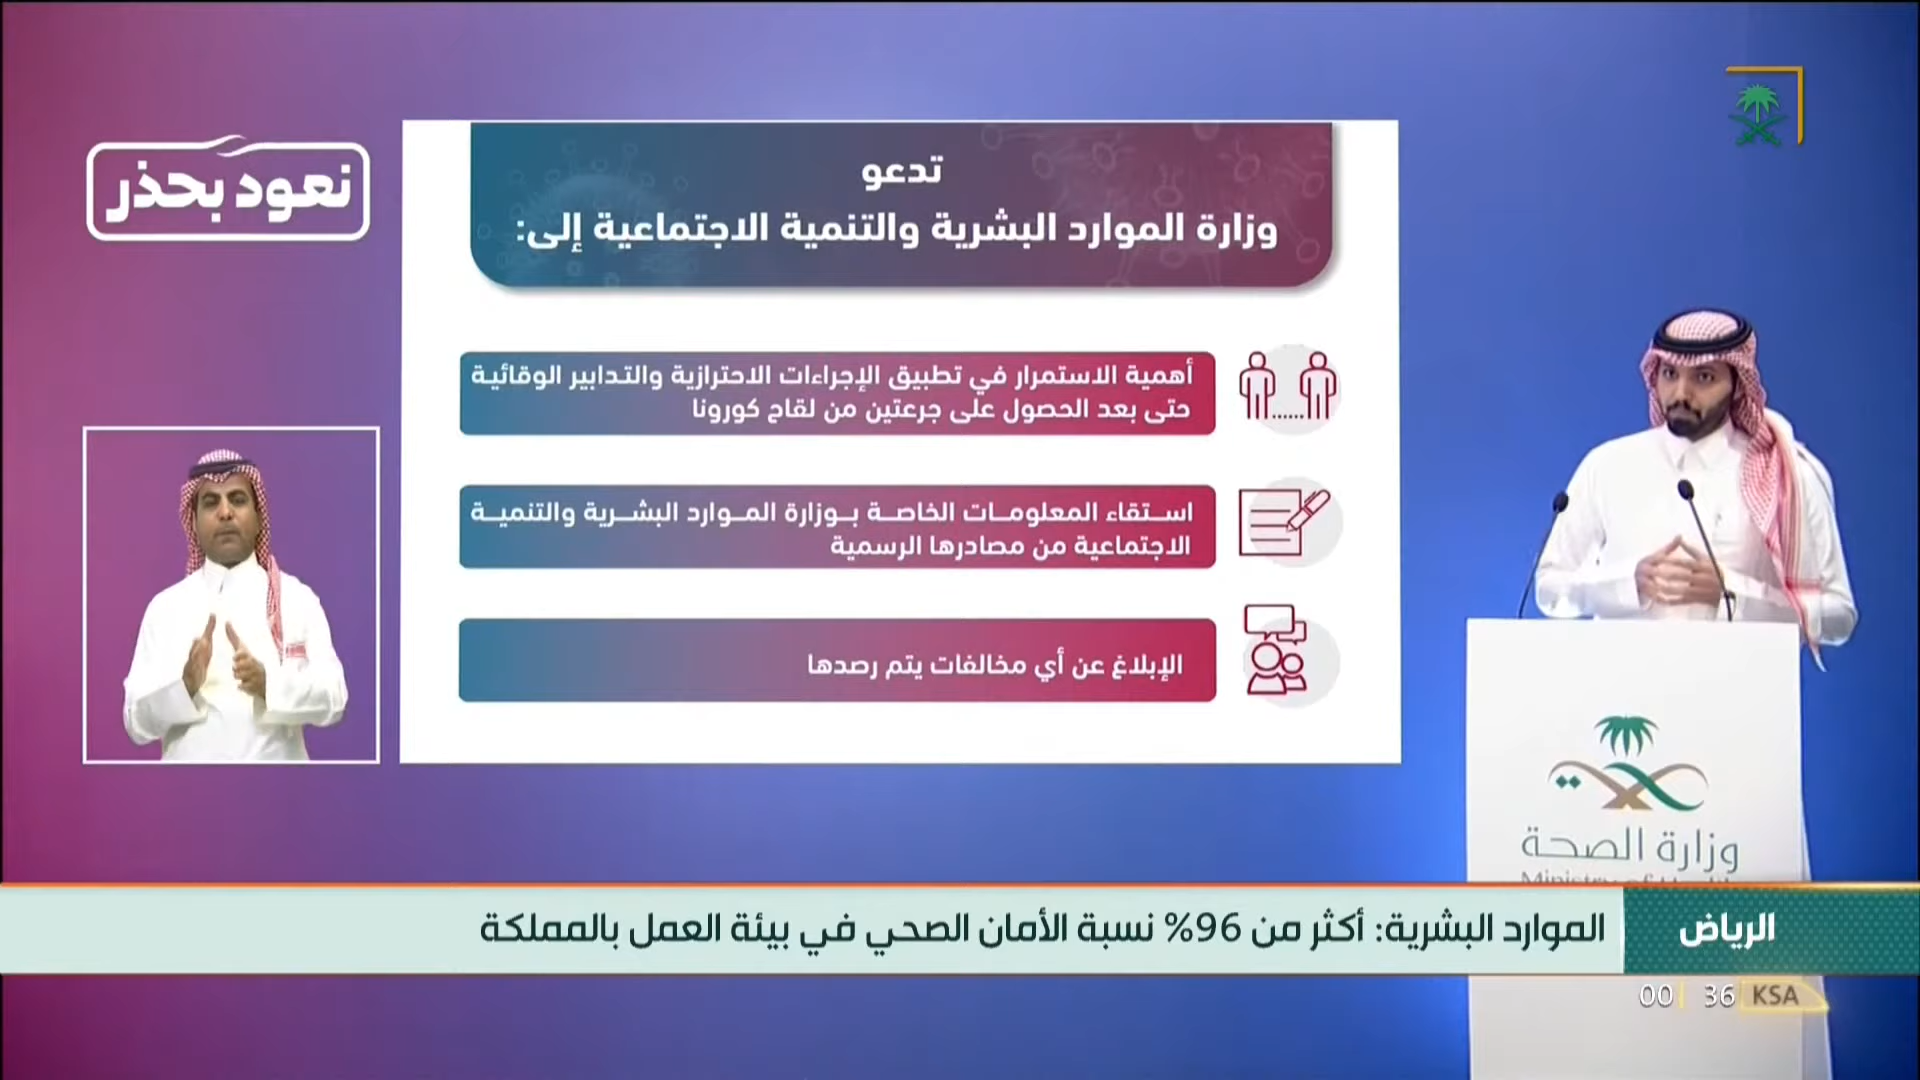 نعود بحذر
تدعو
وزارة الموارد البشرية والتنمية الاجتماعية إلى:
أهمية الاستمرار في تطبيق الإجراءات الاحترازية والتدابير الوقائية
حتى بعد الحصول على جرعتين من لقاح كورونا
استقاء المعلومات الخاصة بوزارة الموارد البشرية والتنمية
الاجتماعية من مصادرها الرسمية
الإبلاغ عن أي مخالفات يتم رصدها
وزارة الصحة
الرياض
الموارد البشرية: أكثر من 96% نسبة الأمان الصحي في بيئة العمل بالمملكة
00 36 KSA